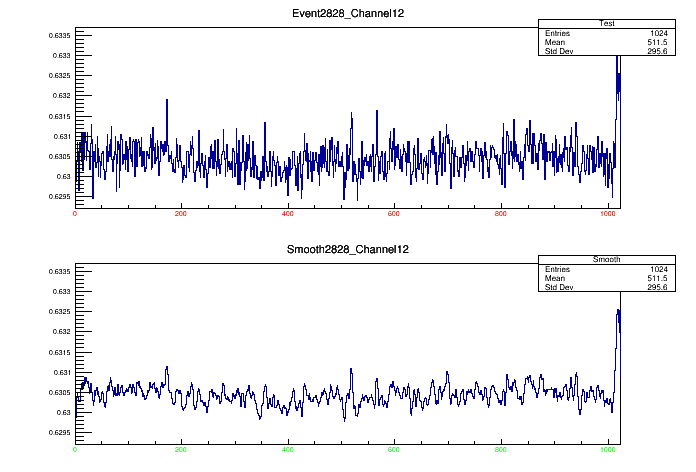 Event2828_Channel12
Test
Entries 1024
Mean 511.5
Std Dev 295.6
0.6335
0.633
0.6325
0.632
0.6315
0.631
0.6305
0.63
0.6295
0 200 400 600 800 1000
Smooth2828_Channel12
Smooth
Entries 1024
Mean 511.5
Std Dev 295.6
0.6335
0.633
0.6325
0.632
0.6315
0.631
0.6305
0.63
0.6295
0 200 400 600 800 1000